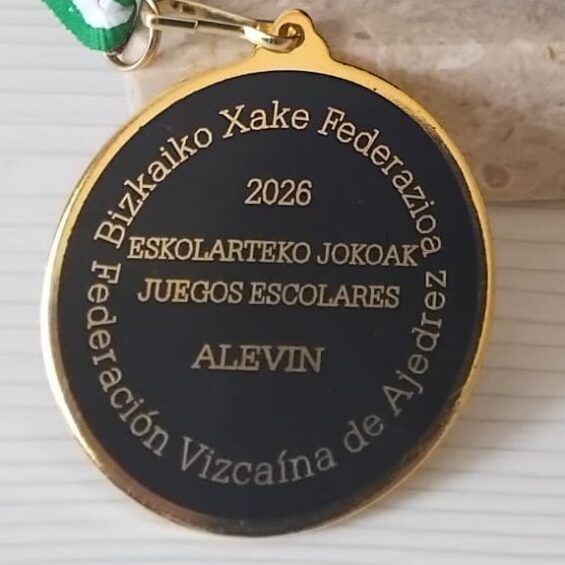 Bizkaiko Xake Federazioa
2026
ESKOLARTEKO JOKOAK
JUEGOS ESCOLARES
ALEVIN
Federación Vizcaína de Ajedrez